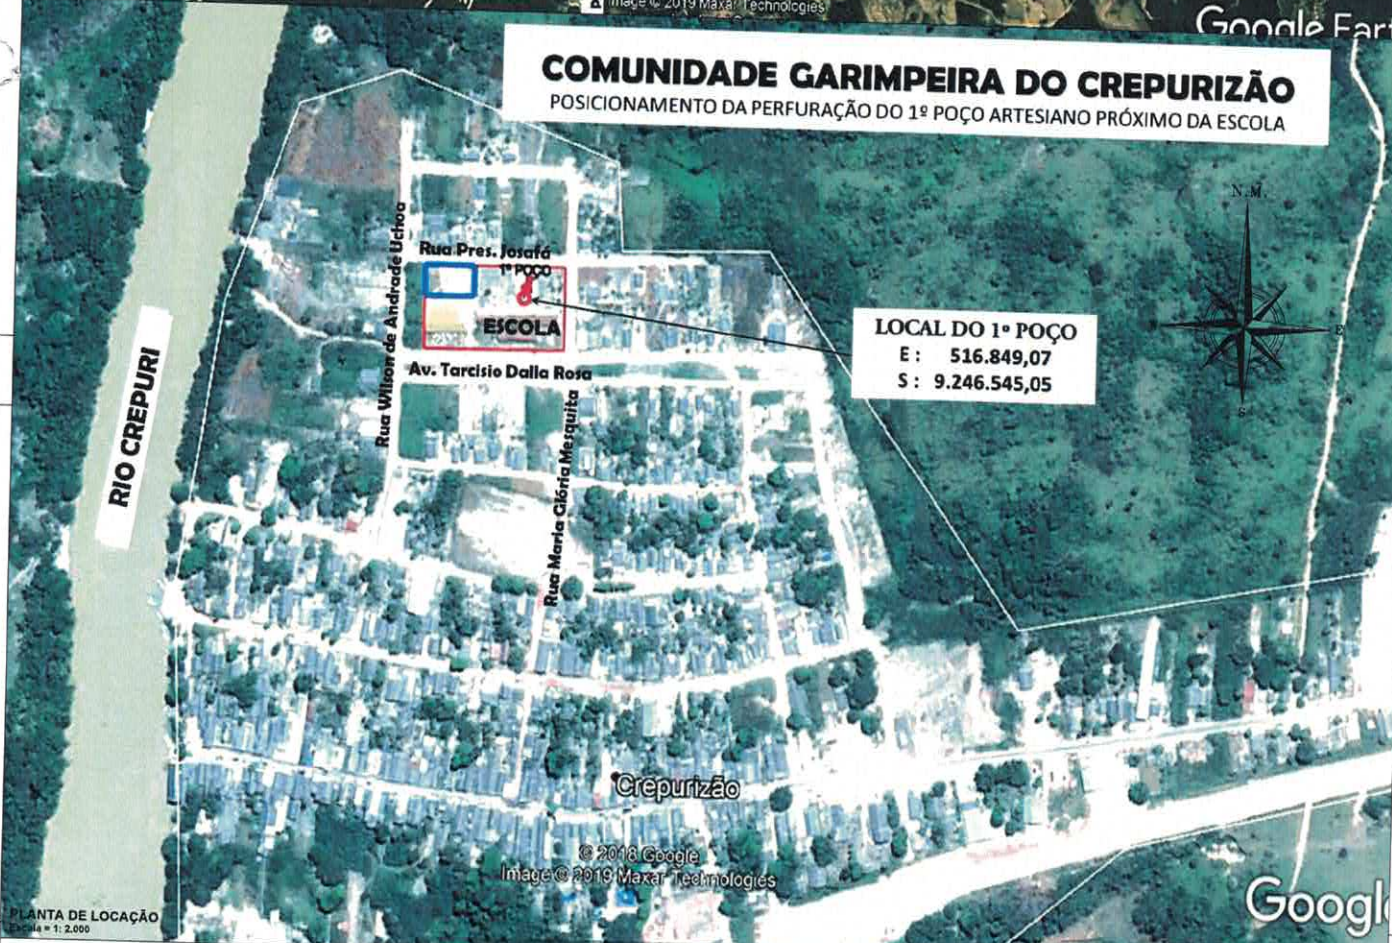 Image © 2019 Maxar Technologies
Google Eart
COMUNIDADE GARIMPEIRA DO CREPURIZÃO
POSICIONAMENTO DA PERFURAÇÃO DO 1º POÇO ARTESIANO PRÓXIMO DA ESCOLA
N.M.
E
S
Rua Wilson de Andrade Uchoa
Rua Pres. Josafá
1º POÇO
ESCOLA
Av. Tarcisio Dalla Rosa
Rua Maria Glória Mesquita
LOCAL DO 1º POÇO
E : 516.849,07
S : 9.246.545,05
RIO CREPURI
Crepurizão
© 2018 Google
Image © 2019 Maxar Technologies
Googl
PLANTA DE LOCAÇÃO
Escala = 1: 2.000